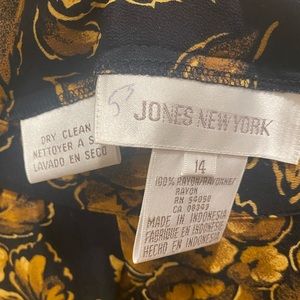 JONES NEW YORK
DRY CLEAN
NETTOYER A S
LAVADO EN SECO
14
100% RAYON/RAYONNE/
RAYON
RN 54050
CA 08343
MADE IN INDONESIA
FABRIQUE EN INDONESIE
HECHO EN INDONESIA